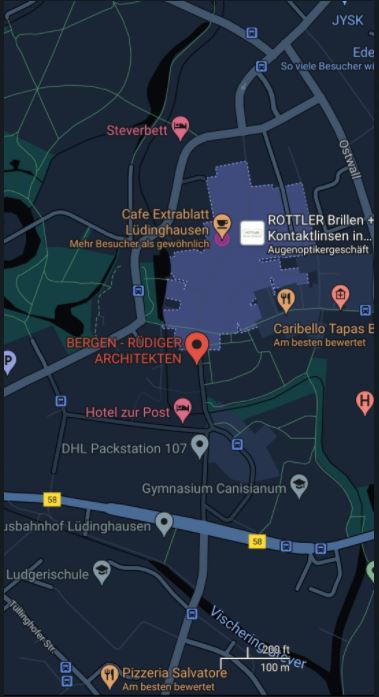 JYSK
Ede
So viele Besucher wi
Steverbett
Ostwall
Cafe Extrablatt
Lüdinghausen
Mehr Besucher als gewöhnlich
ROTTLER Brillen +
Kontaktlinsen in...
Augenoptikergeschäft
Caribello Tapas B
Am besten bewertet
BERGEN - RÜDIGER
ARCHITEKTEN
P
Hotel zur Post
H
DHL Packstation 107
Gymnasium Canisianum
58
usbahnhof Lüdinghausen
58
Ludgerischule
Tüllinghofer Str.
Vischering-
200 ft
100 m
Pizzeria Salvatore
Am besten bewertet